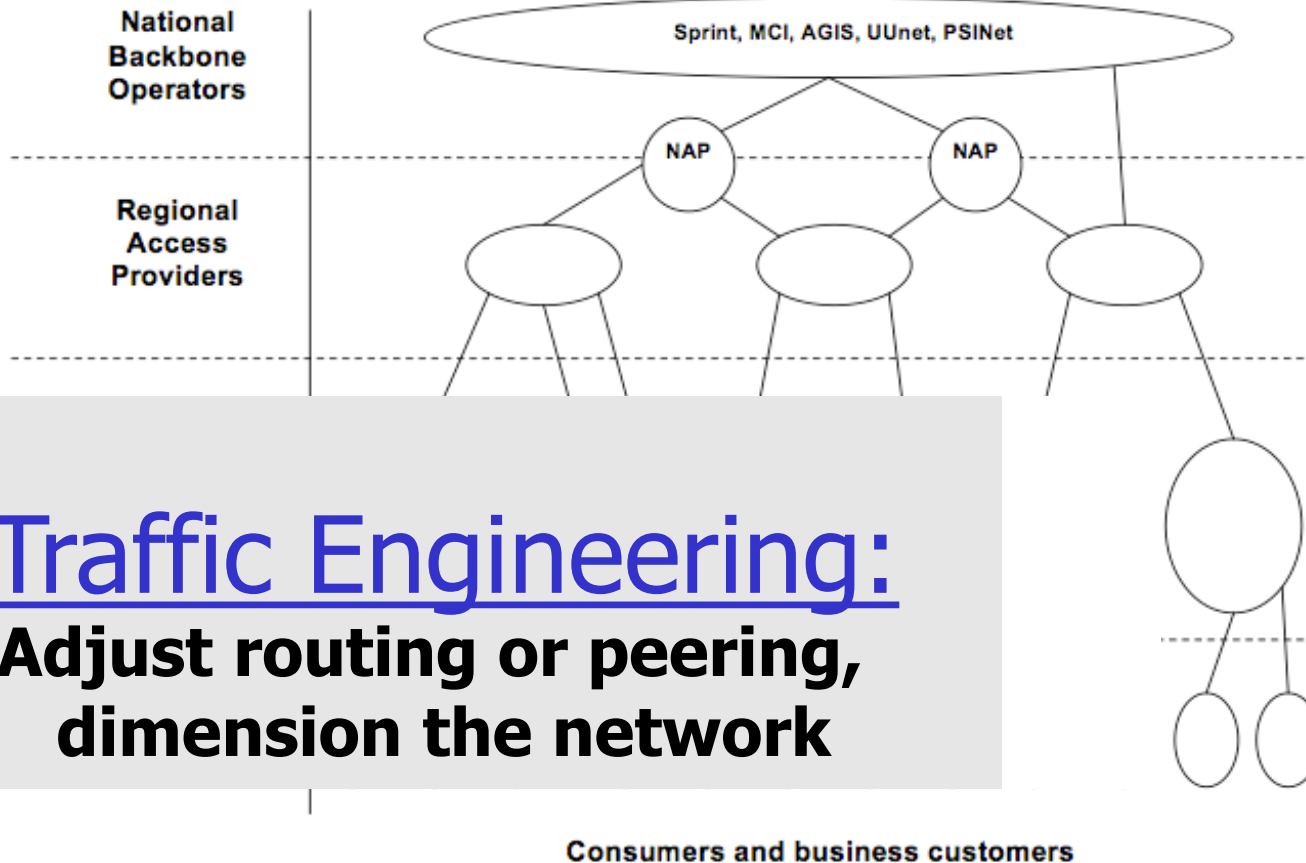 National
Backbone
Operators
Sprint, MCI, AGIS, UUnet, PSINet
NAP
NAP
Regional
Access
Providers
Traffic Engineering:
Adjust routing or peering,
dimension the network
Consumers and business customers